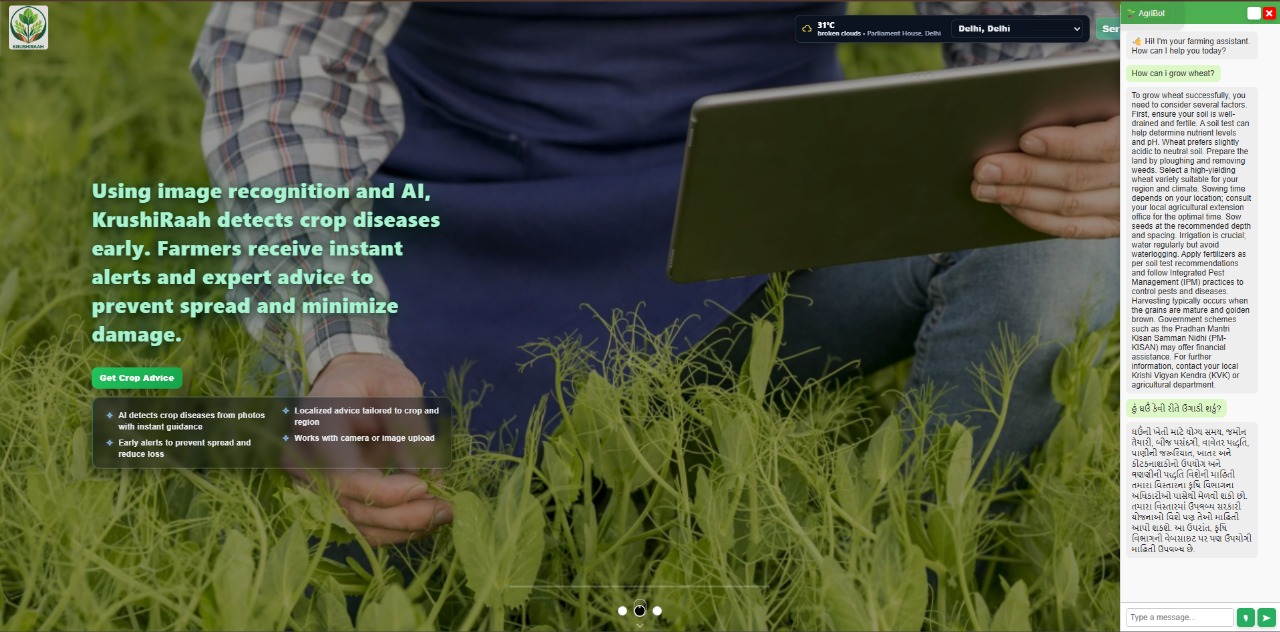 KRUSHIRAAH
31°C
broken clouds • Parliament House, Delhi
Delhi, Delhi
Ser
Using image recognition and AI,
KrushiRaah detects crop diseases
early. Farmers receive instant
alerts and expert advice to
prevent spread and minimize
damage.
Get Crop Advice
AI detects crop diseases from photos
with instant guidance
Early alerts to prevent spread and
reduce loss
Localized advice tailored to crop and
region
Works with camera or image upload
AgriBot
Hi! I'm your farming assistant.
How can I help you today?
How can i grow wheat?
To grow wheat successfully, you
need to consider several factors.
First, ensure your soil is well-
drained and fertile. A soil test can
help determine nutrient levels
and pH. Wheat prefers slightly
acidic to neutral soil. Prepare the
land by ploughing and removing
weeds. Select a high-yielding
wheat variety suitable for your
region and climate. Sowing time
depends on your location; consult
your local agricultural extension
office for the optimal time. Sow
seeds at the recommended depth
and spacing. Irrigation is crucial;
water regularly but avoid
waterlogging. Apply fertilizers as
per soil test recommendations
and follow Integrated Pest
Management (IPM) practices to
control pests and diseases.
Harvesting typically occurs when
the grains are mature and golden
brown. Government schemes
such as the Pradhan Mantri
Kisan Samman Nidhi (PM-
KISAN) may offer financial
assistance. For further
information, contact your local
Krishi Vigyan Kendra (KVK) or
agricultural department.
હું ઘઉં કેવી રીતે ઉગાડી શકું?
ઘઉંની ખેતી માટે યોગ્ય સમય, જમીન
તૈયારી, બીજ પસંદગી, વાવેતર પદ્ધતિ,
પાણીની જરૂરિયાત, ખાતર અને
કીટકનાશકોનો ઉપયોગ અને
લણણીની પદ્ધતિ વિશેની માહિતી
તમારા વિસ્તારના કૃષિ વિભાગના
અધિકારીઓ પાસેથી મેળવી શકો છો.
તમારા વિસ્તારમાં ઉપલબ્ધ સરકારી
યોજનાઓ વિશે પણ તેઓ માહિતી
આપી શકશે. આ ઉપરાંત, કૃષિ
વિભાગની વેબસાઇટ પર પણ ઉપયોગી
માહિતી ઉપલબ્ધ છે.
Type a message...